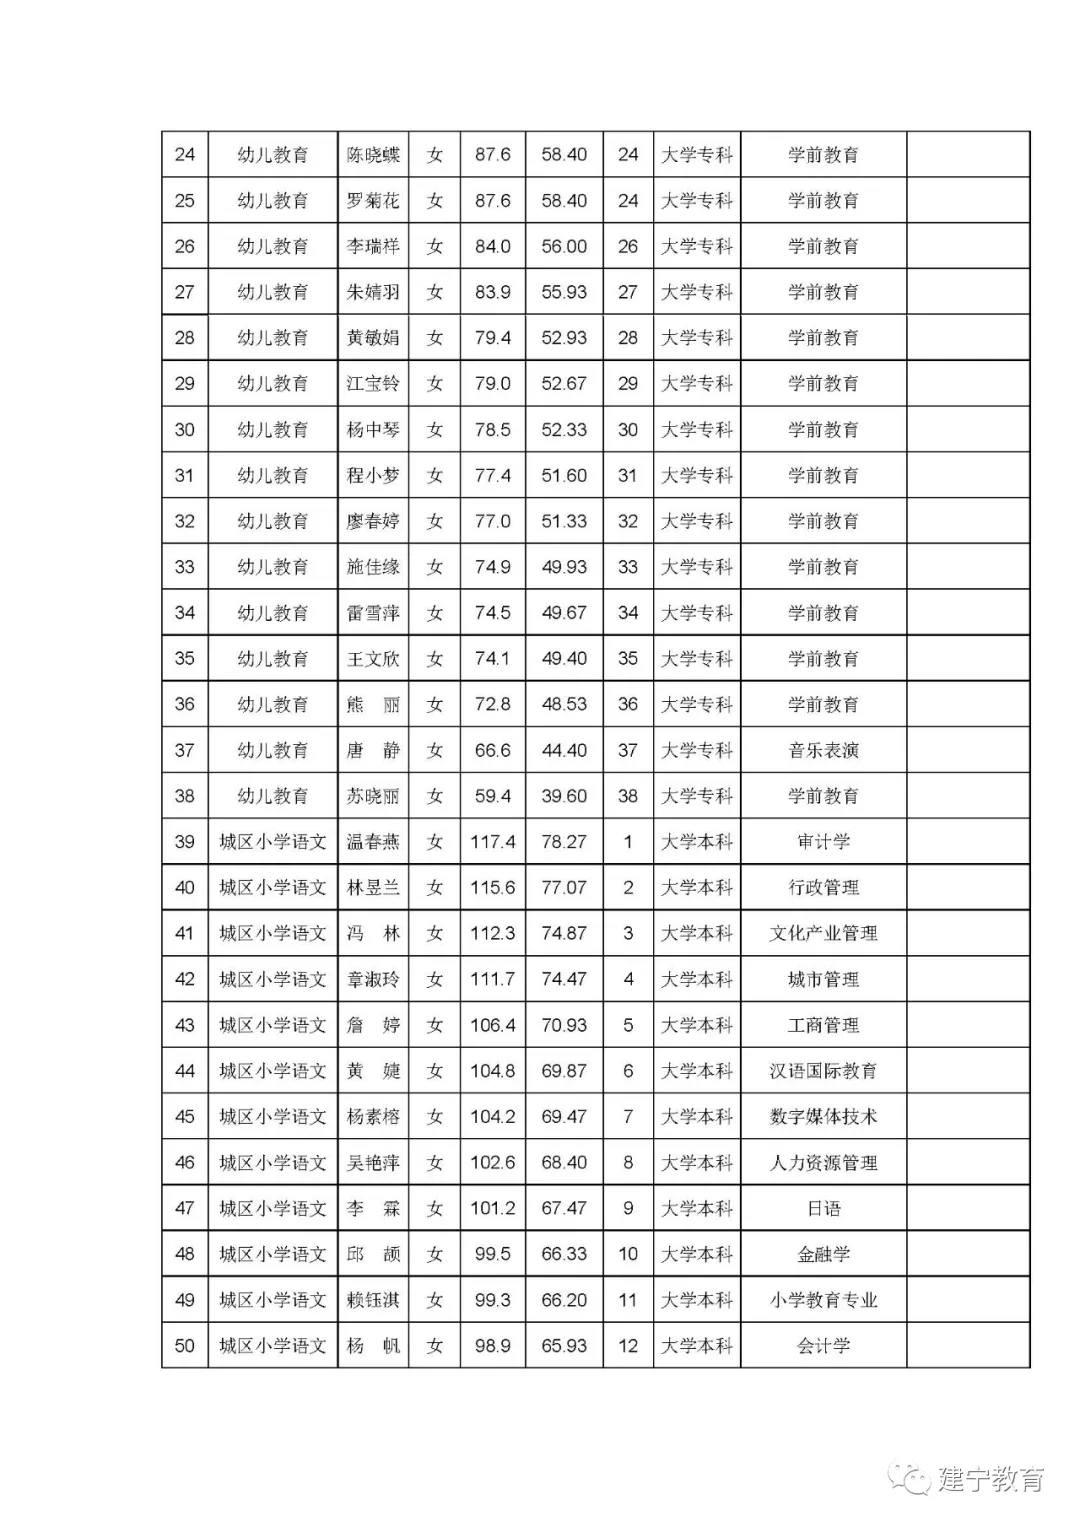 24 幼儿教育 陈晓蝶 女 87.6 58.40 24 大学专科 学前教育
25 幼儿教育 罗菊花 女 87.6 58.40 24 大学专科 学前教育
26 幼儿教育 李瑞祥 女 84.0 56.00 26 大学专科 学前教育
27 幼儿教育 朱婧羽 女 83.9 55.93 27 大学专科 学前教育
28 幼儿教育 黄敏娟 女 79.4 52.93 28 大学专科 学前教育
29 幼儿教育 江宝铃 女 79.0 52.67 29 大学专科 学前教育
30 幼儿教育 杨中琴 女 78.5 52.33 30 大学专科 学前教育
31 幼儿教育 程小梦 女 77.4 51.60 31 大学专科 学前教育
32 幼儿教育 廖春婷 女 77.0 51.33 32 大学专科 学前教育
33 幼儿教育 施佳缘 女 74.9 49.93 33 大学专科 学前教育
34 幼儿教育 雷雪萍 女 74.5 49.67 34 大学专科 学前教育
35 幼儿教育 王文欣 女 74.1 49.40 35 大学专科 学前教育
36 幼儿教育 熊 丽 女 72.8 48.53 36 大学专科 学前教育
37 幼儿教育 唐 静 女 66.6 44.40 37 大学专科 音乐表演
38 幼儿教育 苏晓丽 女 59.4 39.60 38 大学专科 学前教育
39 城区小学语文 温春燕 女 117.4 78.27 1 大学本科 审计学
40 城区小学语文 林昱兰 女 115.6 77.07 2 大学本科 行政管理
41 城区小学语文 冯 林 女 112.3 74.87 3 大学本科 文化产业管理
42 城区小学语文 章淑玲 女 111.7 74.47 4 大学本科 城市管理
43 城区小学语文 詹 婷 女 106.4 70.93 5 大学本科 工商管理
44 城区小学语文 黄 婕 女 104.8 69.87 6 大学本科 汉语国际教育
45 城区小学语文 杨素榕 女 104.2 69.47 7 大学本科 数字媒体技术
46 城区小学语文 吴艳萍 女 102.6 68.40 8 大学本科 人力资源管理
47 城区小学语文 李 霖 女 101.2 67.47 9 大学本科 日语
48 城区小学语文 邱 颉 女 99.5 66.33 10 大学本科 金融学
49 城区小学语文 赖钰淇 女 99.3 66.20 11 大学本科 小学教育专业
50 城区小学语文 杨 帆 女 98.9 65.93 12 大学本科 会计学
建宁教育